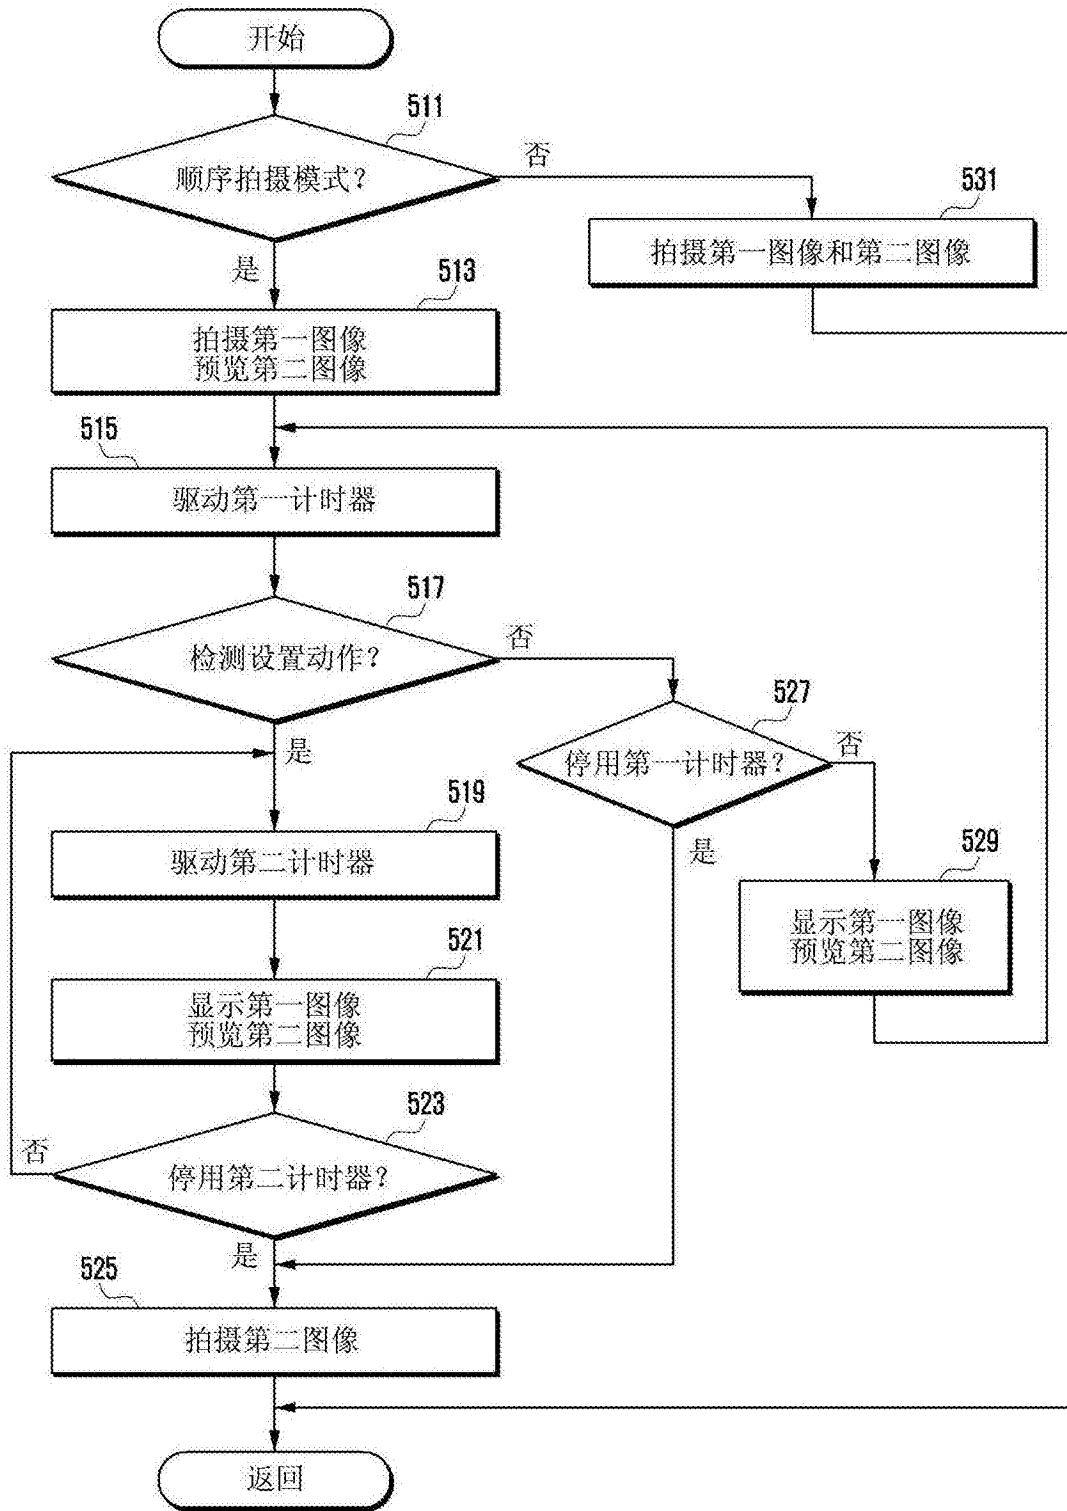 开始
511
顺序拍摄模式？
否
531
拍摄第一图像和第二图像
是
513
拍摄第一图像
预览第二图像
515
驱动第一计时器
517
检测设置动作？
否
527
停用第一计时器？
否
是
是
519
驱动第二计时器
529
显示第一图像
预览第二图像
521
显示第一图像
预览第二图像
523
停用第二计时器？
否
是
525
拍摄第二图像
返回